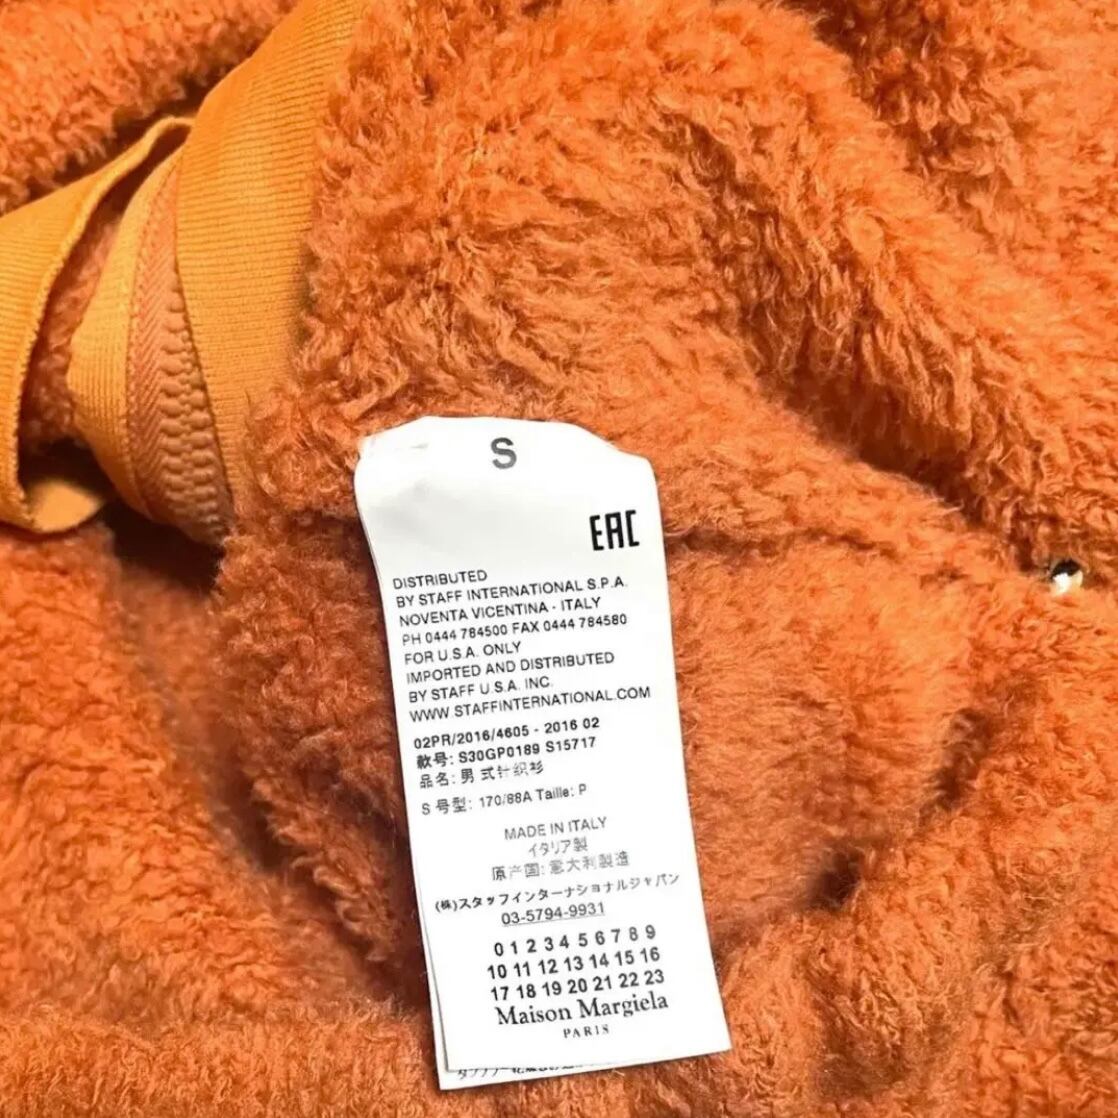 S
EAC
DISTRIBUTED
BY STAFF INTERNATIONAL S.P.A.
NOVENTA VICENTINA - ITALY
PH 0444 784500 FAX 0444 784580
FOR U.S.A. ONLY
IMPORTED AND DISTRIBUTED
BY STAFF U.S.A. INC.
WWW.STAFFINTERNATIONAL.COM
02PR/2016/4605 - 2016 02
款号: S30GP0189 S15717
品名: 男 式针织衫
S 号型: 170/88A Taille: P
MADE IN ITALY
イタリア製
原产国: 意大利製造
(株)スタッフインターナショナルジャパン
03-5794-9931
0 1 2 3 4 5 6 7 8 9
10 11 12 13 14 15 16
17 18 19 20 21 22 23
Maison Margiela
PARIS